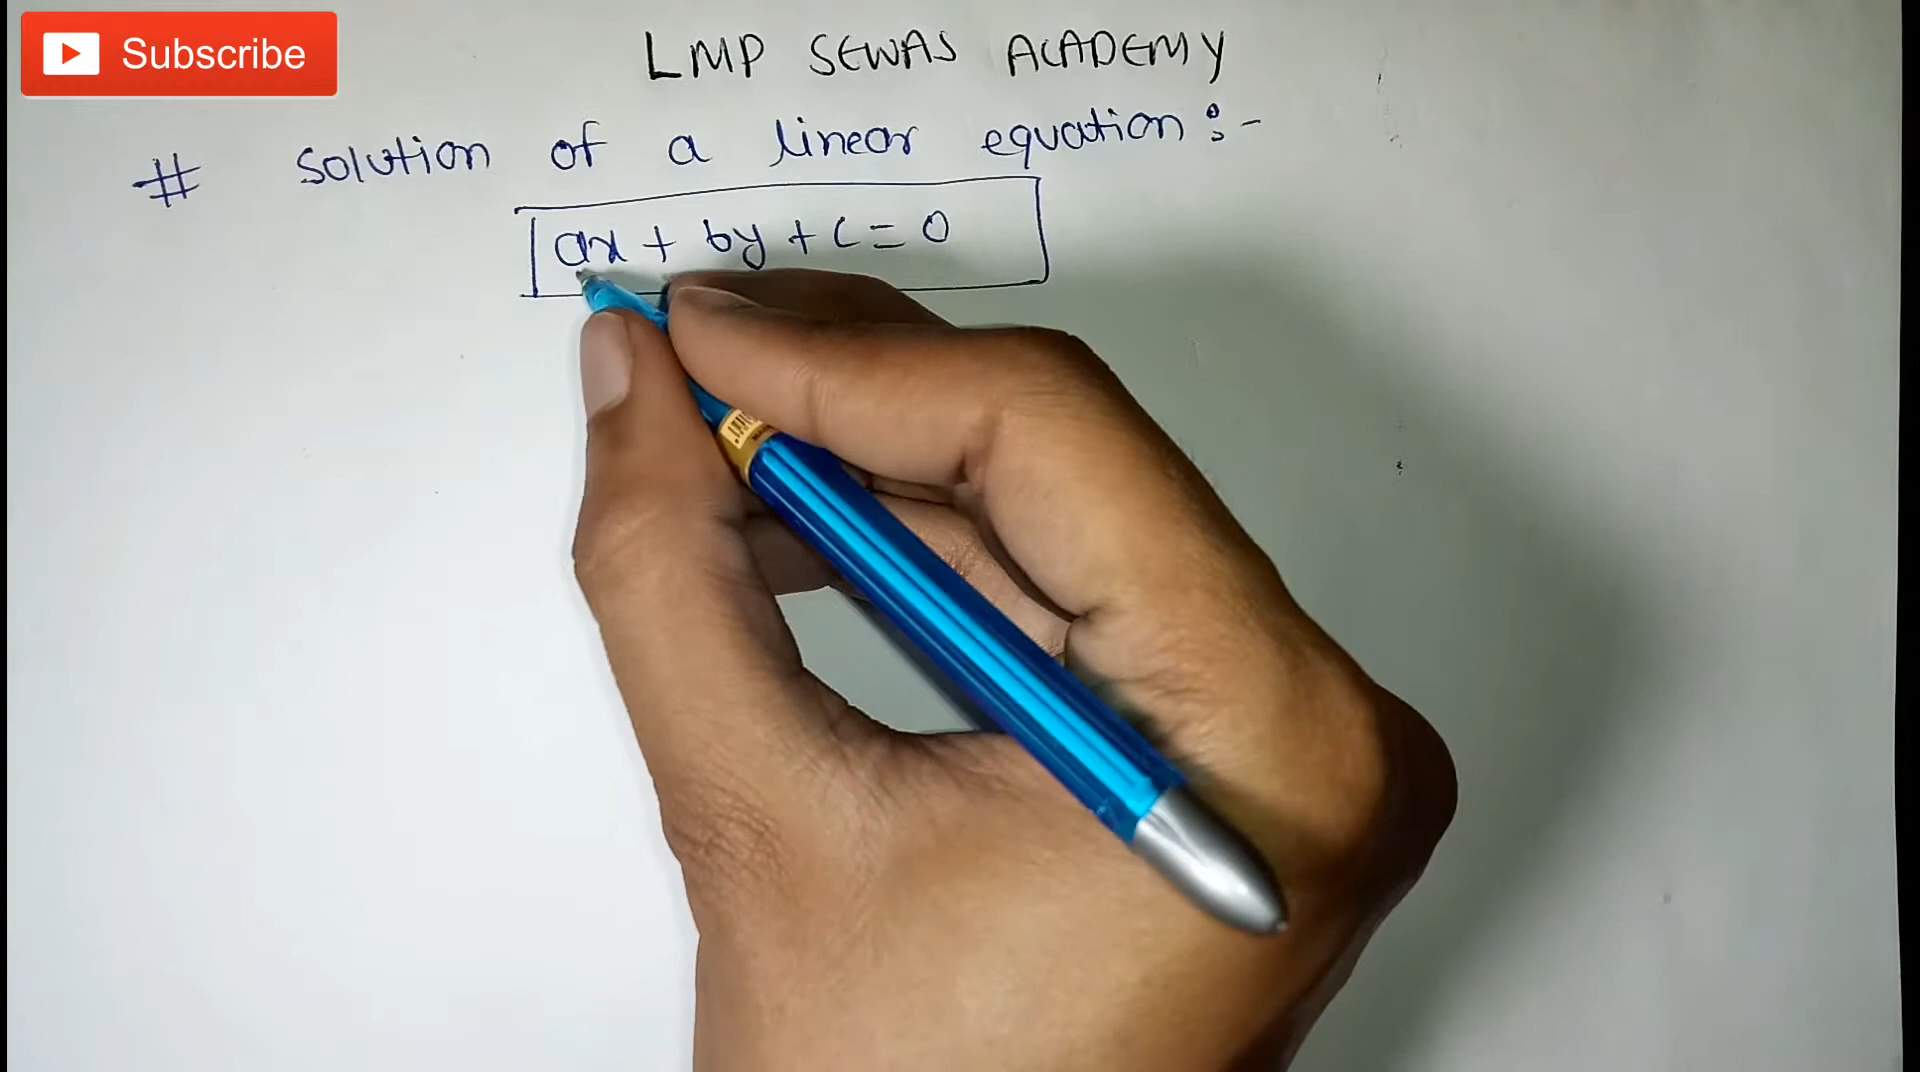 Subscribe
LMP SEWAS ACADEMY
# Solution of a linear equation :-
ax + by + c = 0